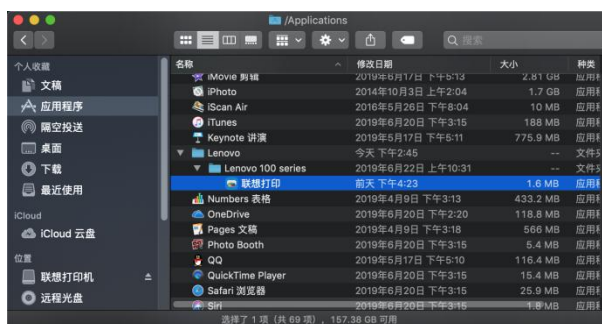 /Applications
搜索
个人收藏
文稿
应用程序
隔空投送
桌面
下载
最近使用
iCloud
iCloud 云盘
位置
联想打印机
远程光盘
名称 修改日期 大小 种类
iMovie 剪辑 2019年6月17日 下午5:13 2.81 GB 应用
iPhoto 2014年10月3日 上午2:04 1.7 GB 应用
iScan Air 2016年5月26日 下午8:04 10 MB 应用
iTunes 2019年6月20日 下午3:15 188 MB 应用
Keynote 讲演 2019年5月17日 下午5:11 775.9 MB 应用
Lenovo 今天 下午2:45 -- 文件
Lenovo 100 series 2019年6月22日 上午10:31 -- 文件
联想打印 前天 下午4:23 1.6 MB 应用
Numbers 表格 2019年4月9日 下午3:13 433.2 MB 应用
OneDrive 2019年6月20日 下午2:20 118.8 MB 应用
Pages 文稿 2019年4月9日 下午3:18 566 MB 应用
Photo Booth 2019年6月20日 下午3:15 5.4 MB 应用
QQ 2019年5月17日 下午5:10 116.4 MB 应用
QuickTime Player 2019年6月20日 下午3:15 15.4 MB 应用
Safari 浏览器 2019年6月20日 下午3:15 25.9 MB 应用
Siri 2019年6月20日 下午3:15 1.8 MB 应用
选择了 1 项（共 69 项），157.38 GB 可用